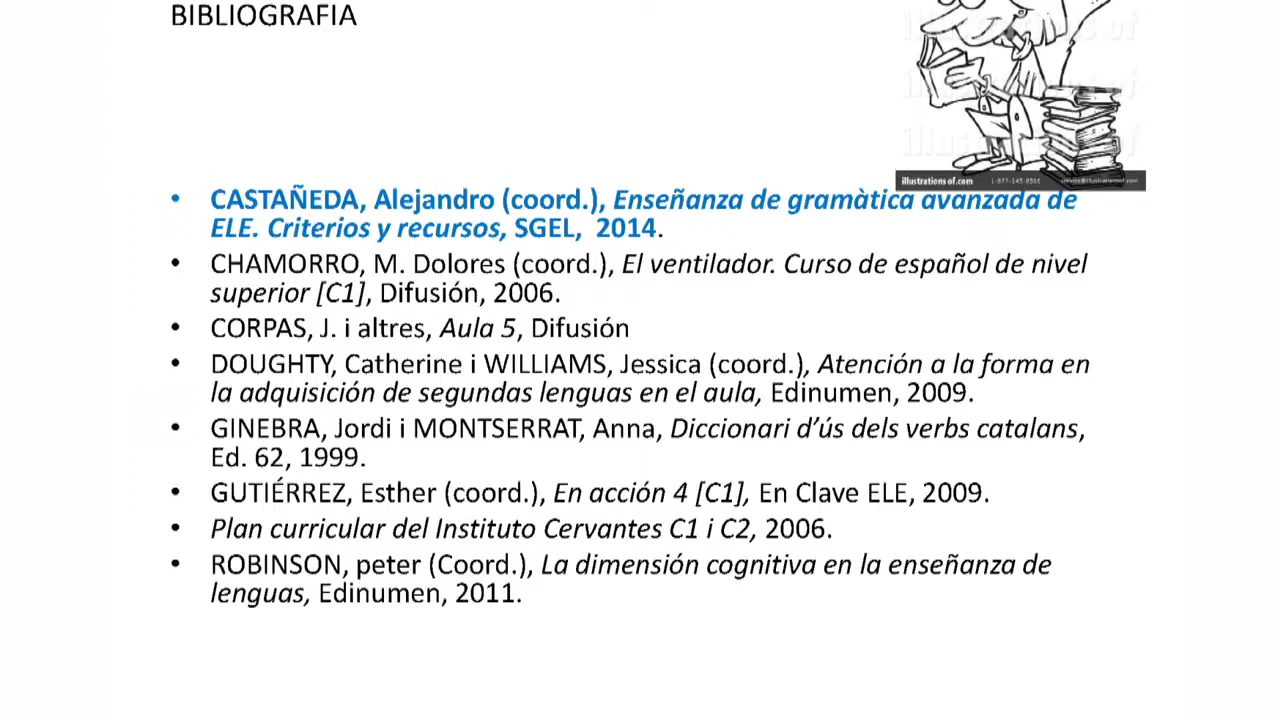 BIBLIOGRAFIA
illustrationsof.com
• CASTAÑEDA, Alejandro (coord.), Enseñanza de gramàtica avanzada de
ELE. Criterios y recursos, SGEL, 2014.
• CHAMORRO, M. Dolores (coord.), El ventilador. Curso de español de nivel
superior [C1], Difusión, 2006.
• CORPAS, J. i altres, Aula 5, Difusión
• DOUGHTY, Catherine i WILLIAMS, Jessica (coord.), Atención a la forma en
la adquisición de segundas lenguas en el aula, Edinumen, 2009.
• GINEBRA, Jordi i MONTSERRAT, Anna, Diccionari d’ús dels verbs catalans,
Ed. 62, 1999.
• GUTIÉRREZ, Esther (coord.), En acción 4 [C1], En Clave ELE, 2009.
• Plan curricular del Instituto Cervantes C1 i C2, 2006.
• ROBINSON, peter (Coord.), La dimensión cognitiva en la enseñanza de
lenguas, Edinumen, 2011.